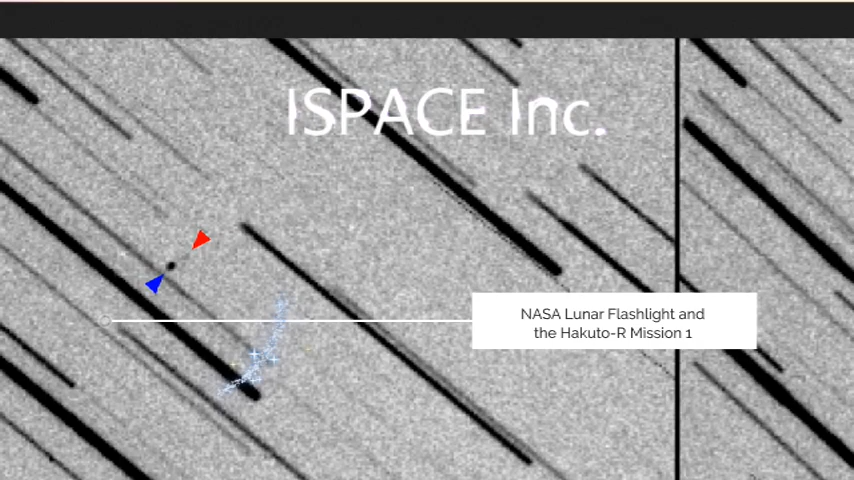 ISPACE Inc.
NASA Lunar Flashlight and
the Hakuto-R Mission 1